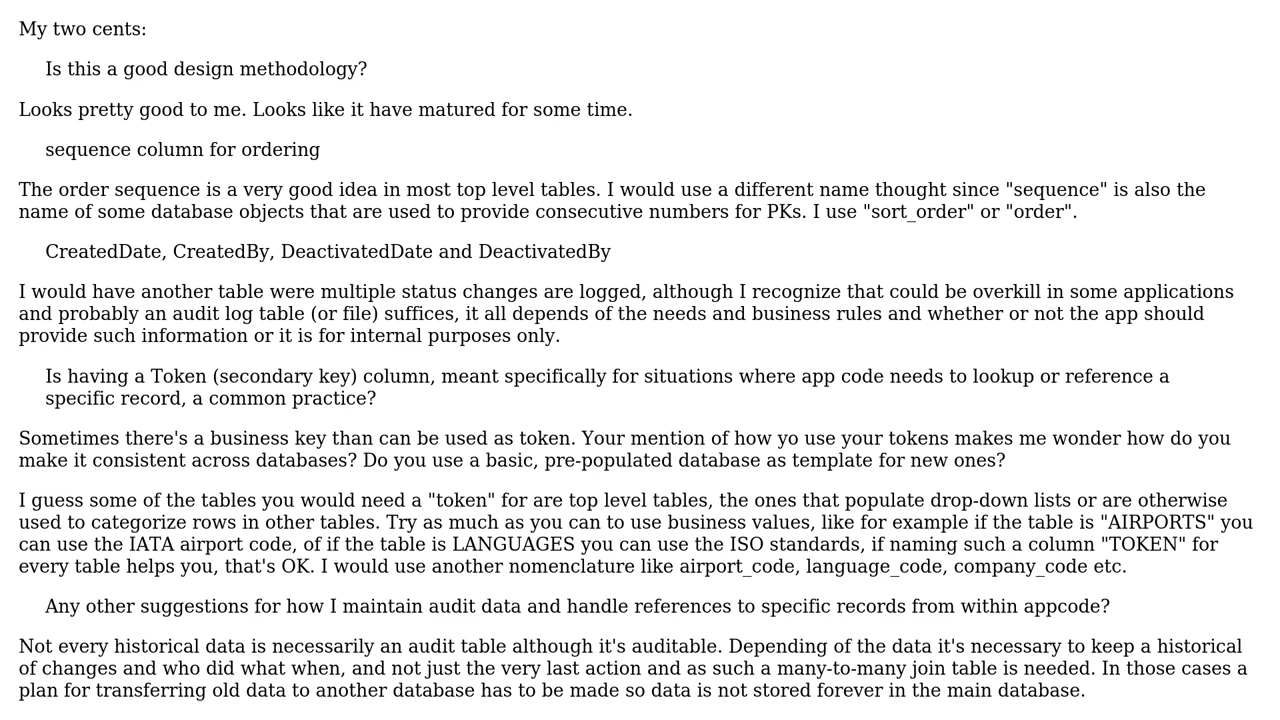 My two cents:
Is this a good design methodology?
Looks pretty good to me. Looks like it have matured for some time.
sequence column for ordering
The order sequence is a very good idea in most top level tables. I would use a different name thought since "sequence" is also the
name of some database objects that are used to provide consecutive numbers for PKs. I use "sort_order" or "order".
CreatedDate, CreatedBy, DeactivatedDate and DeactivatedBy
I would have another table were multiple status changes are logged, although I recognize that could be overkill in some applications
and probably an audit log table (or file) suffices, it all depends of the needs and business rules and whether or not the app should
provide such information or it is for internal purposes only.
Is having a Token (secondary key) column, meant specifically for situations where app code needs to lookup or reference a
specific record, a common practice?
Sometimes there's a business key than can be used as token. Your mention of how yo use your tokens makes me wonder how do you
make it consistent across databases? Do you use a basic, pre-populated database as template for new ones?
I guess some of the tables you would need a "token" for are top level tables, the ones that populate drop-down lists or are otherwise
used to categorize rows in other tables. Try as much as you can to use business values, like for example if the table is "AIRPORTS" you
can use the IATA airport code, of if the table is LANGUAGES you can use the ISO standards, if naming such a column "TOKEN" for
every table helps you, that's OK. I would use another nomenclature like airport_code, language_code, company_code etc.
Any other suggestions for how I maintain audit data and handle references to specific records from within appcode?
Not every historical data is necessarily an audit table although it's auditable. Depending of the data it's necessary to keep a historical
of changes and who did what when, and not just the very last action and as such a many-to-many join table is needed. In those cases a
plan for transferring old data to another database has to be made so data is not stored forever in the main database.